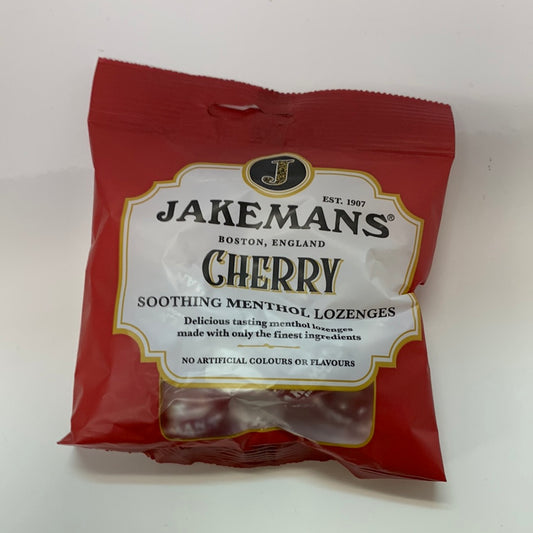 J
EST. 1907
JAKEMANS®
BOSTON, ENGLAND
CHERRY
SOOTHING MENTHOL LOZENGES
Delicious tasting menthol lozenges
made with only the finest ingredients
NO ARTIFICIAL COLOURS OR FLAVOURS